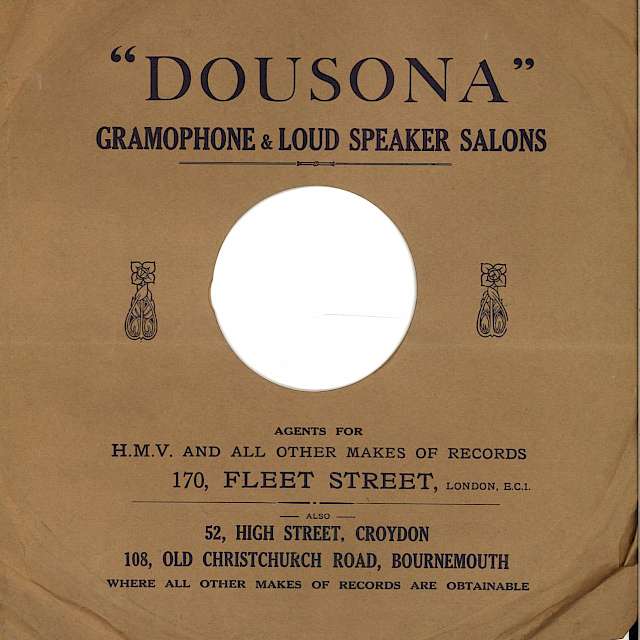 "DOUSONA"
GRAMOPHONE & LOUD SPEAKER SALONS
AGENTS FOR
H.M.V. AND ALL OTHER MAKES OF RECORDS
170, FLEET STREET, LONDON, E.C.1.
ALSO
52, HIGH STREET, CROYDON
108, OLD CHRISTCHURCH ROAD, BOURNEMOUTH
WHERE ALL OTHER MAKES OF RECORDS ARE OBTAINABLE